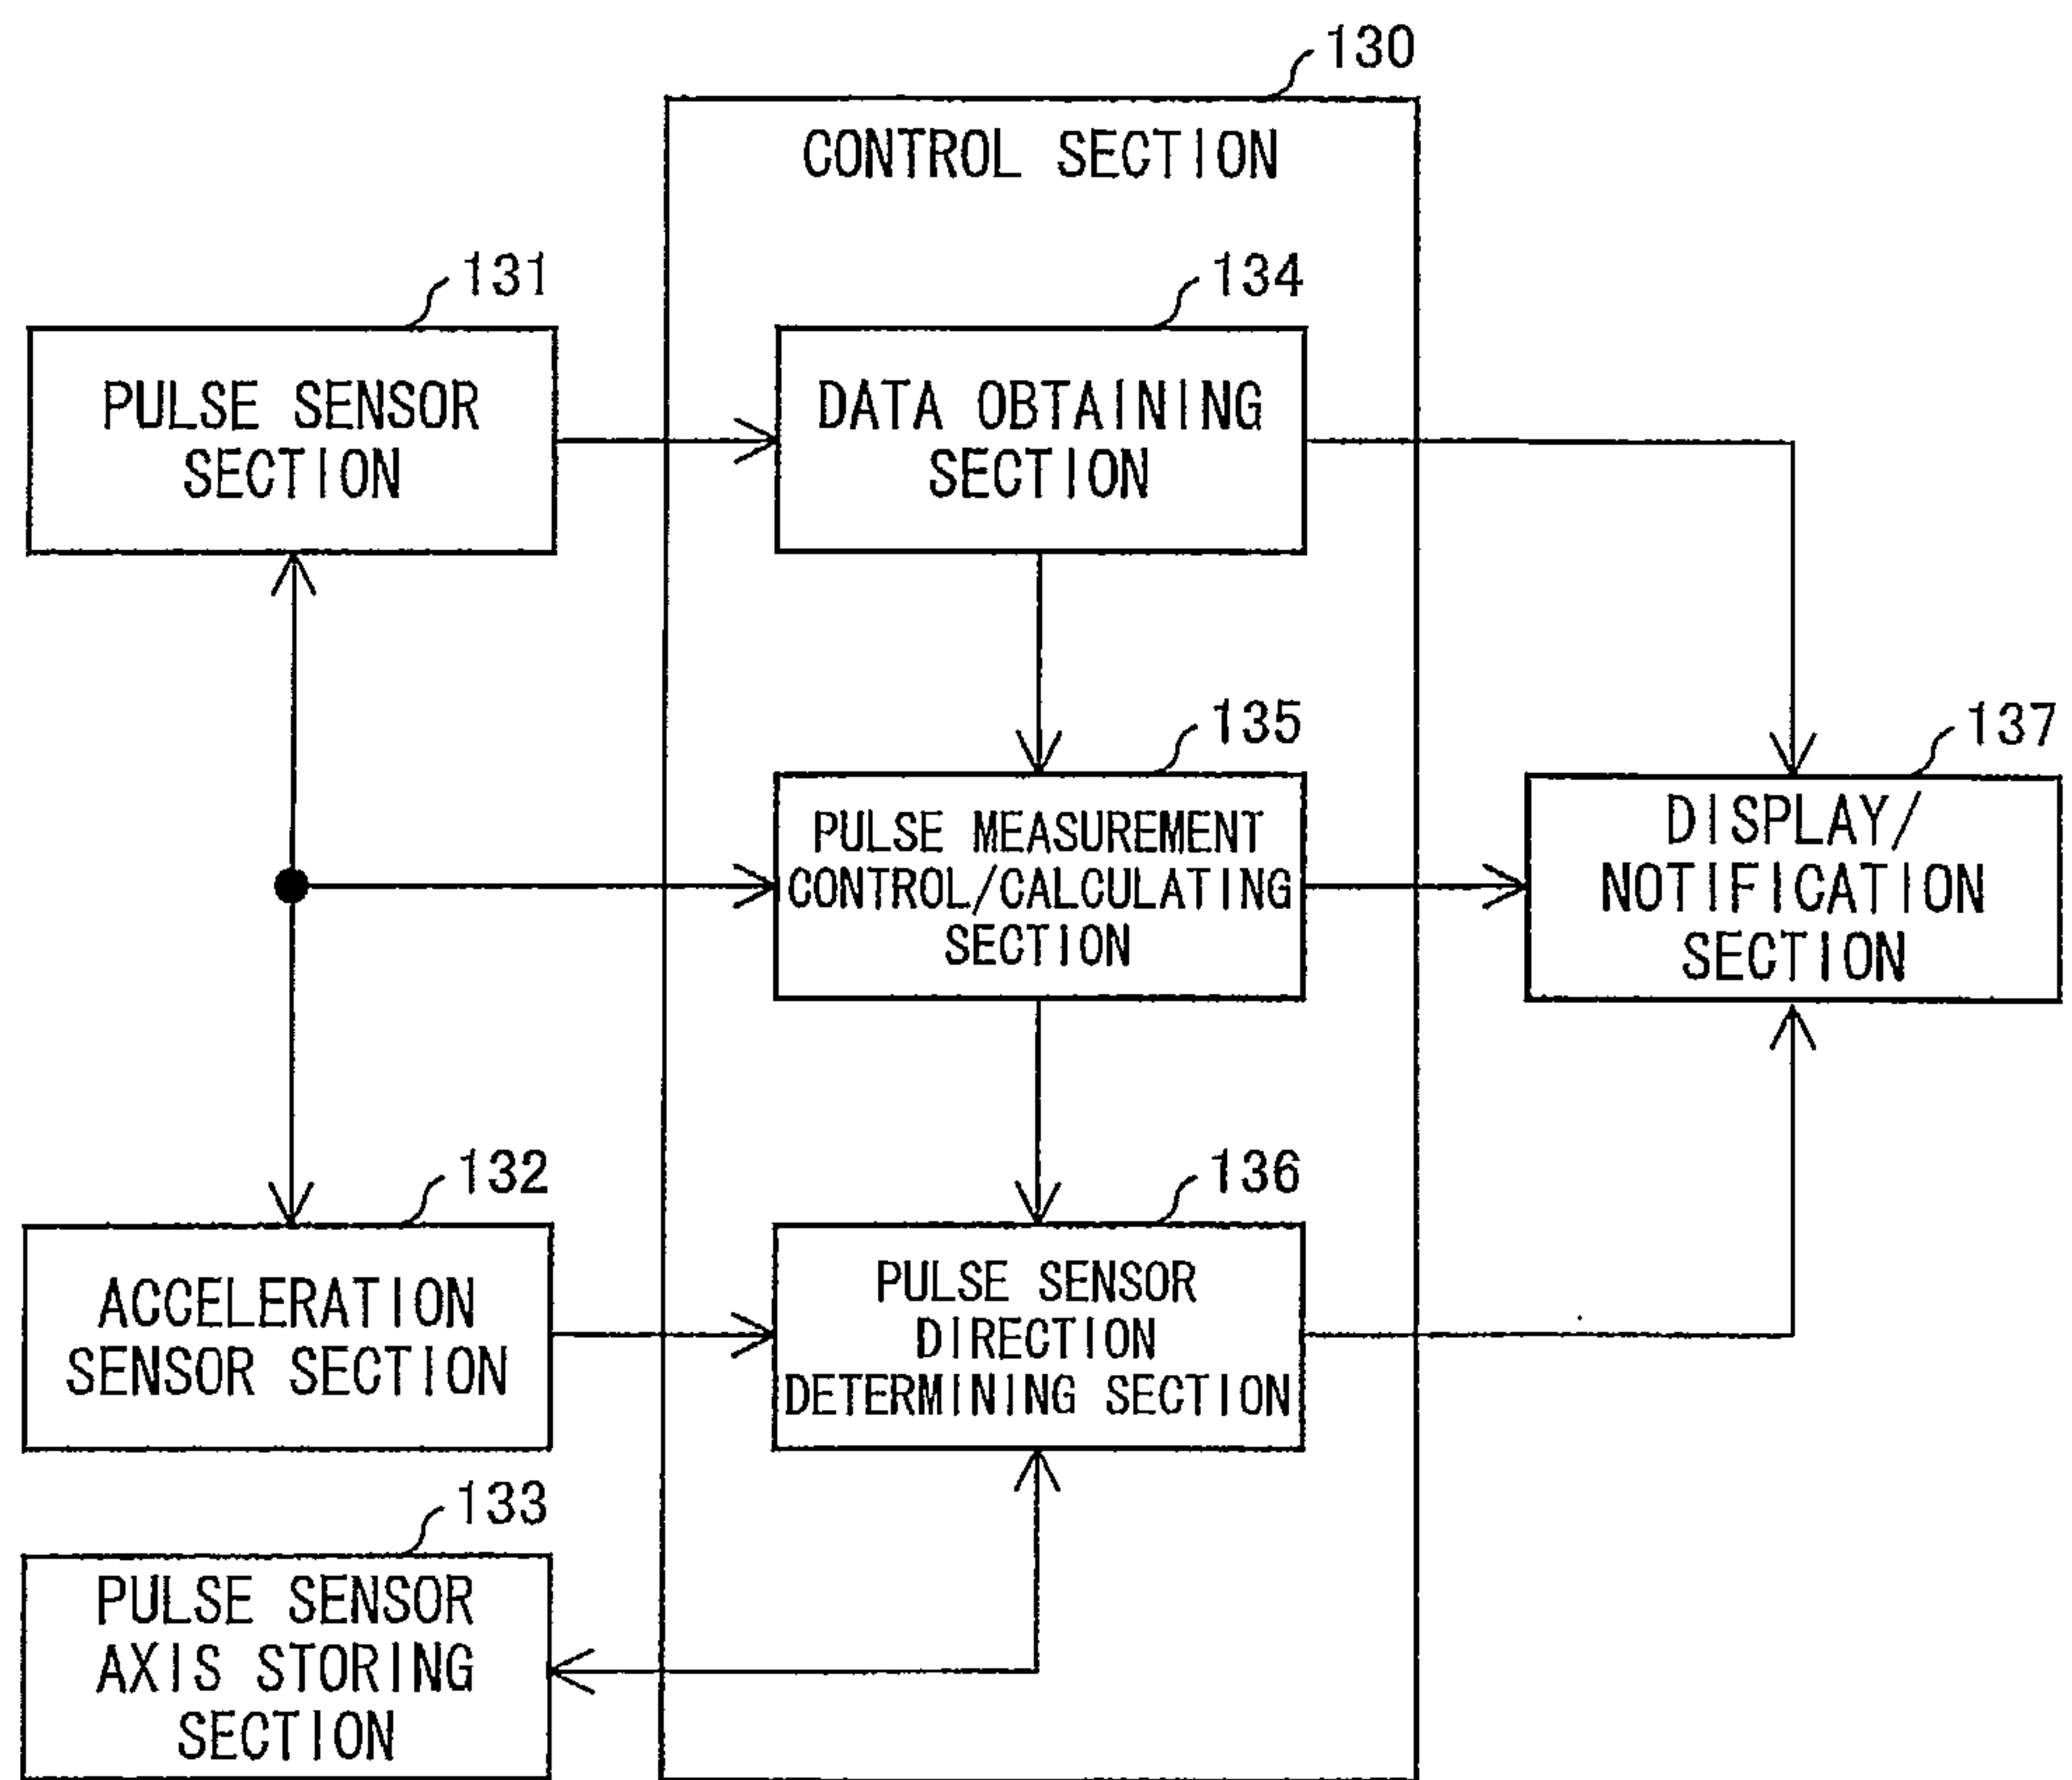 130
CONTROL SECTION
131
PULSE SENSOR
SECTION
134
DATA OBTAINING
SECTION
135
PULSE MEASUREMENT
CONTROL/CALCULATING
SECTION
137
DISPLAY/
NOTIFICATION
SECTION
132
ACCELERATION
SENSOR SECTION
136
PULSE SENSOR
DIRECTION
DETERMINING SECTION
133
PULSE SENSOR
AXIS STORING
SECTION